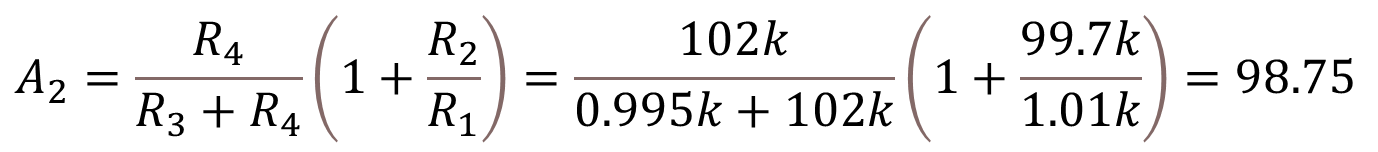 A₂ = R₄/(R₃ + R₄) (1 + R₂/R₁) = 102k/(0.995k + 102k) (1 + 99.7k/1.01k) = 98.75